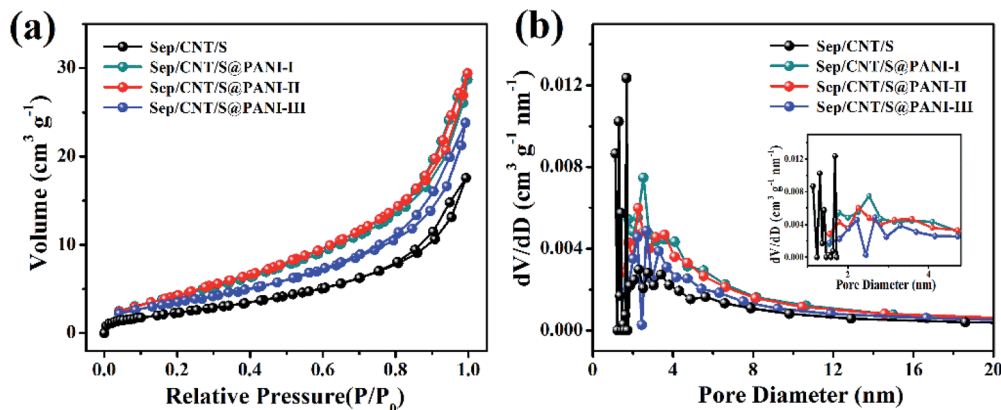 (a)
Sep/CNT/S
Sep/CNT/S@PANI-I
Sep/CNT/S@PANI-II
Sep/CNT/S@PANI-III
Volume (cm³ g⁻¹)
30
20
10
0
0.0 0.2 0.4 0.6 0.8 1.0
Relative Pressure(P/P₀)
(b)
Sep/CNT/S
Sep/CNT/S@PANI-I
Sep/CNT/S@PANI-II
Sep/CNT/S@PANI-III
dV/dD (cm³ g⁻¹ nm⁻¹)
0.012
0.008
0.004
0.000
0 4 8 12 16 20
Pore Diameter (nm)
dV/dD (cm³ g⁻¹ nm⁻¹)
0.012
0.008
0.004
0.000
2 4
Pore Diameter (nm)